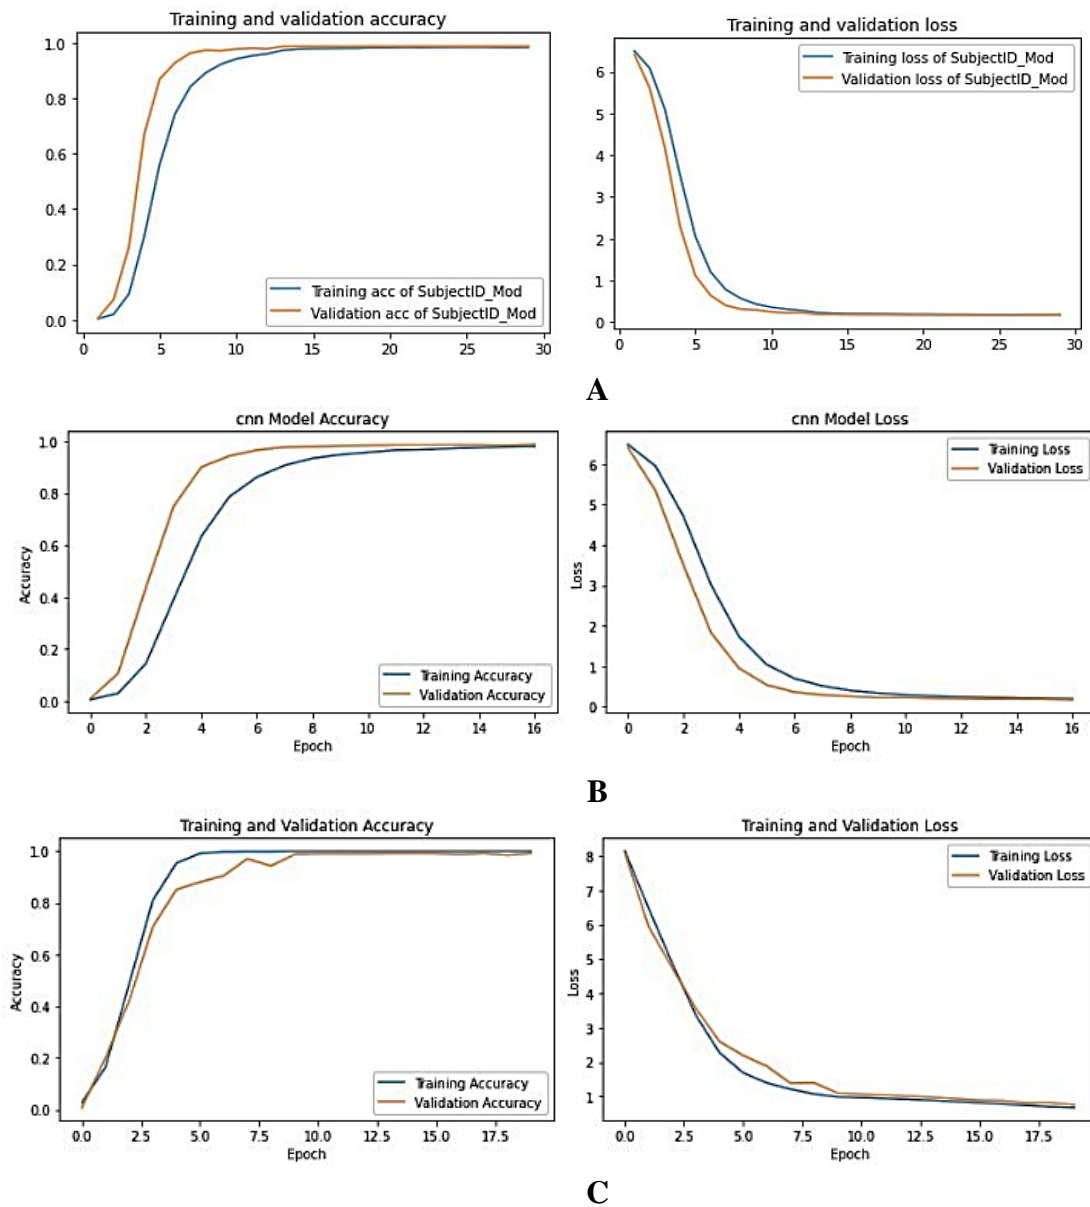 Training and validation accuracy
1.0
0.8
0.6
0.4
0.2
0.0
Training acc of SubjectID_Mod
Validation acc of SubjectID_Mod
0 5 10 15 20 25 30
Training and validation loss
6
5
4
3
2
1
0
Training loss of SubjectID_Mod
Validation loss of SubjectID_Mod
0 5 10 15 20 25 30
A
cnn Model Accuracy
1.0
0.8
0.6
0.4
0.2
0.0
Accuracy
Training Accuracy
Validation Accuracy
0 2 4 6 8 10 12 14 16
Epoch
cnn Model Loss
6
5
4
3
2
1
0
Loss
Training Loss
Validation Loss
0 2 4 6 8 10 12 14 16
Epoch
B
Training and Validation Accuracy
1.0
0.8
0.6
0.4
0.2
0.0
Accuracy
Training Accuracy
Validation Accuracy
0.0 2.5 5.0 7.5 10.0 12.5 15.0 17.5
Epoch
Training and Validation Loss
8
7
6
5
4
3
2
1
Loss
Training Loss
Validation Loss
0.0 2.5 5.0 7.5 10.0 12.5 15.0 17.5
Epoch
C